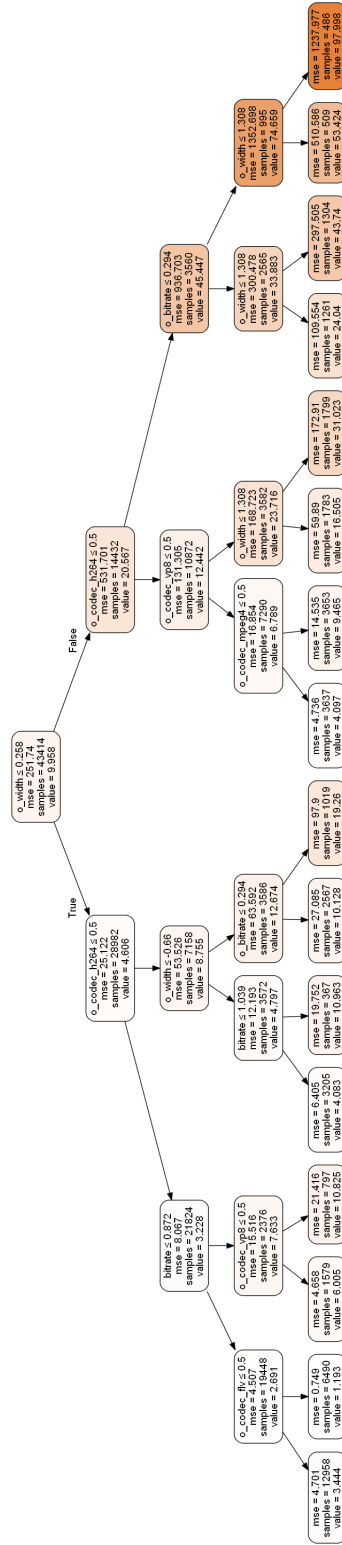 o_width ≤ 0.258
mse = 251.74
samples = 43414
value = 9.958
True
False
o_codec_h264 ≤ 0.5
mse = 25.122
samples = 28982
value = 4.606
o_codec_h264 ≤ 0.5
mse = 531.701
samples = 14432
value = 20.567
bitrate ≤ 0.872
mse = 8.067
samples = 21824
value = 3.228
o_width ≤ -0.66
mse = 53.526
samples = 7158
value = 8.755
o_codec_vp8 ≤ 0.5
mse = 131.305
samples = 10872
value = 12.442
o_bitrate ≤ 0.294
mse = 936.703
samples = 3560
value = 45.447
o_codec_flv ≤ 0.5
mse = 4.507
samples = 19448
value = 2.691
o_codec_vp8 ≤ 0.5
mse = 15.516
samples = 2376
value = 7.633
bitrate ≤ 1.039
mse = 12.193
samples = 3572
value = 4.797
o_bitrate ≤ 0.294
mse = 63.592
samples = 3586
value = 12.674
o_codec_mpeg4 ≤ 0.5
mse = 16.854
samples = 7290
value = 6.789
o_width ≤ 1.308
mse = 168.723
samples = 3582
value = 23.716
o_width ≤ 1.308
mse = 300.478
samples = 2565
value = 33.883
o_width ≤ 1.308
mse = 1352.698
samples = 995
value = 74.659
mse = 4.701
samples = 12958
value = 3.444
mse = 0.749
samples = 6490
value = 1.193
mse = 4.658
samples = 1579
value = 6.005
mse = 21.416
samples = 797
value = 10.825
mse = 6.405
samples = 3205
value = 4.083
mse = 19.752
samples = 367
value = 10.963
mse = 27.085
samples = 2567
value = 10.128
mse = 97.9
samples = 1019
value = 19.26
mse = 4.736
samples = 3637
value = 4.097
mse = 14.535
samples = 3653
value = 9.465
mse = 59.89
samples = 1783
value = 16.505
mse = 172.91
samples = 1799
value = 31.023
mse = 109.554
samples = 1261
value = 24.04
mse = 297.505
samples = 1304
value = 43.74
mse = 510.586
samples = 509
value = 53.424
mse = 1237.977
samples = 486
value = 97.998